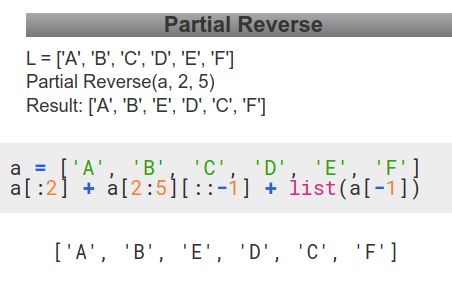 Partial Reverse
L = ['A', 'B', 'C', 'D', 'E', 'F']
Partial Reverse(a, 2, 5)
Result: ['A', 'B', 'E', 'D', 'C', 'F']
a = ['A', 'B', 'C', 'D', 'E', 'F']
a[:2] + a[2:5][::-1] + list(a[-1])
['A', 'B', 'E', 'D', 'C', 'F']